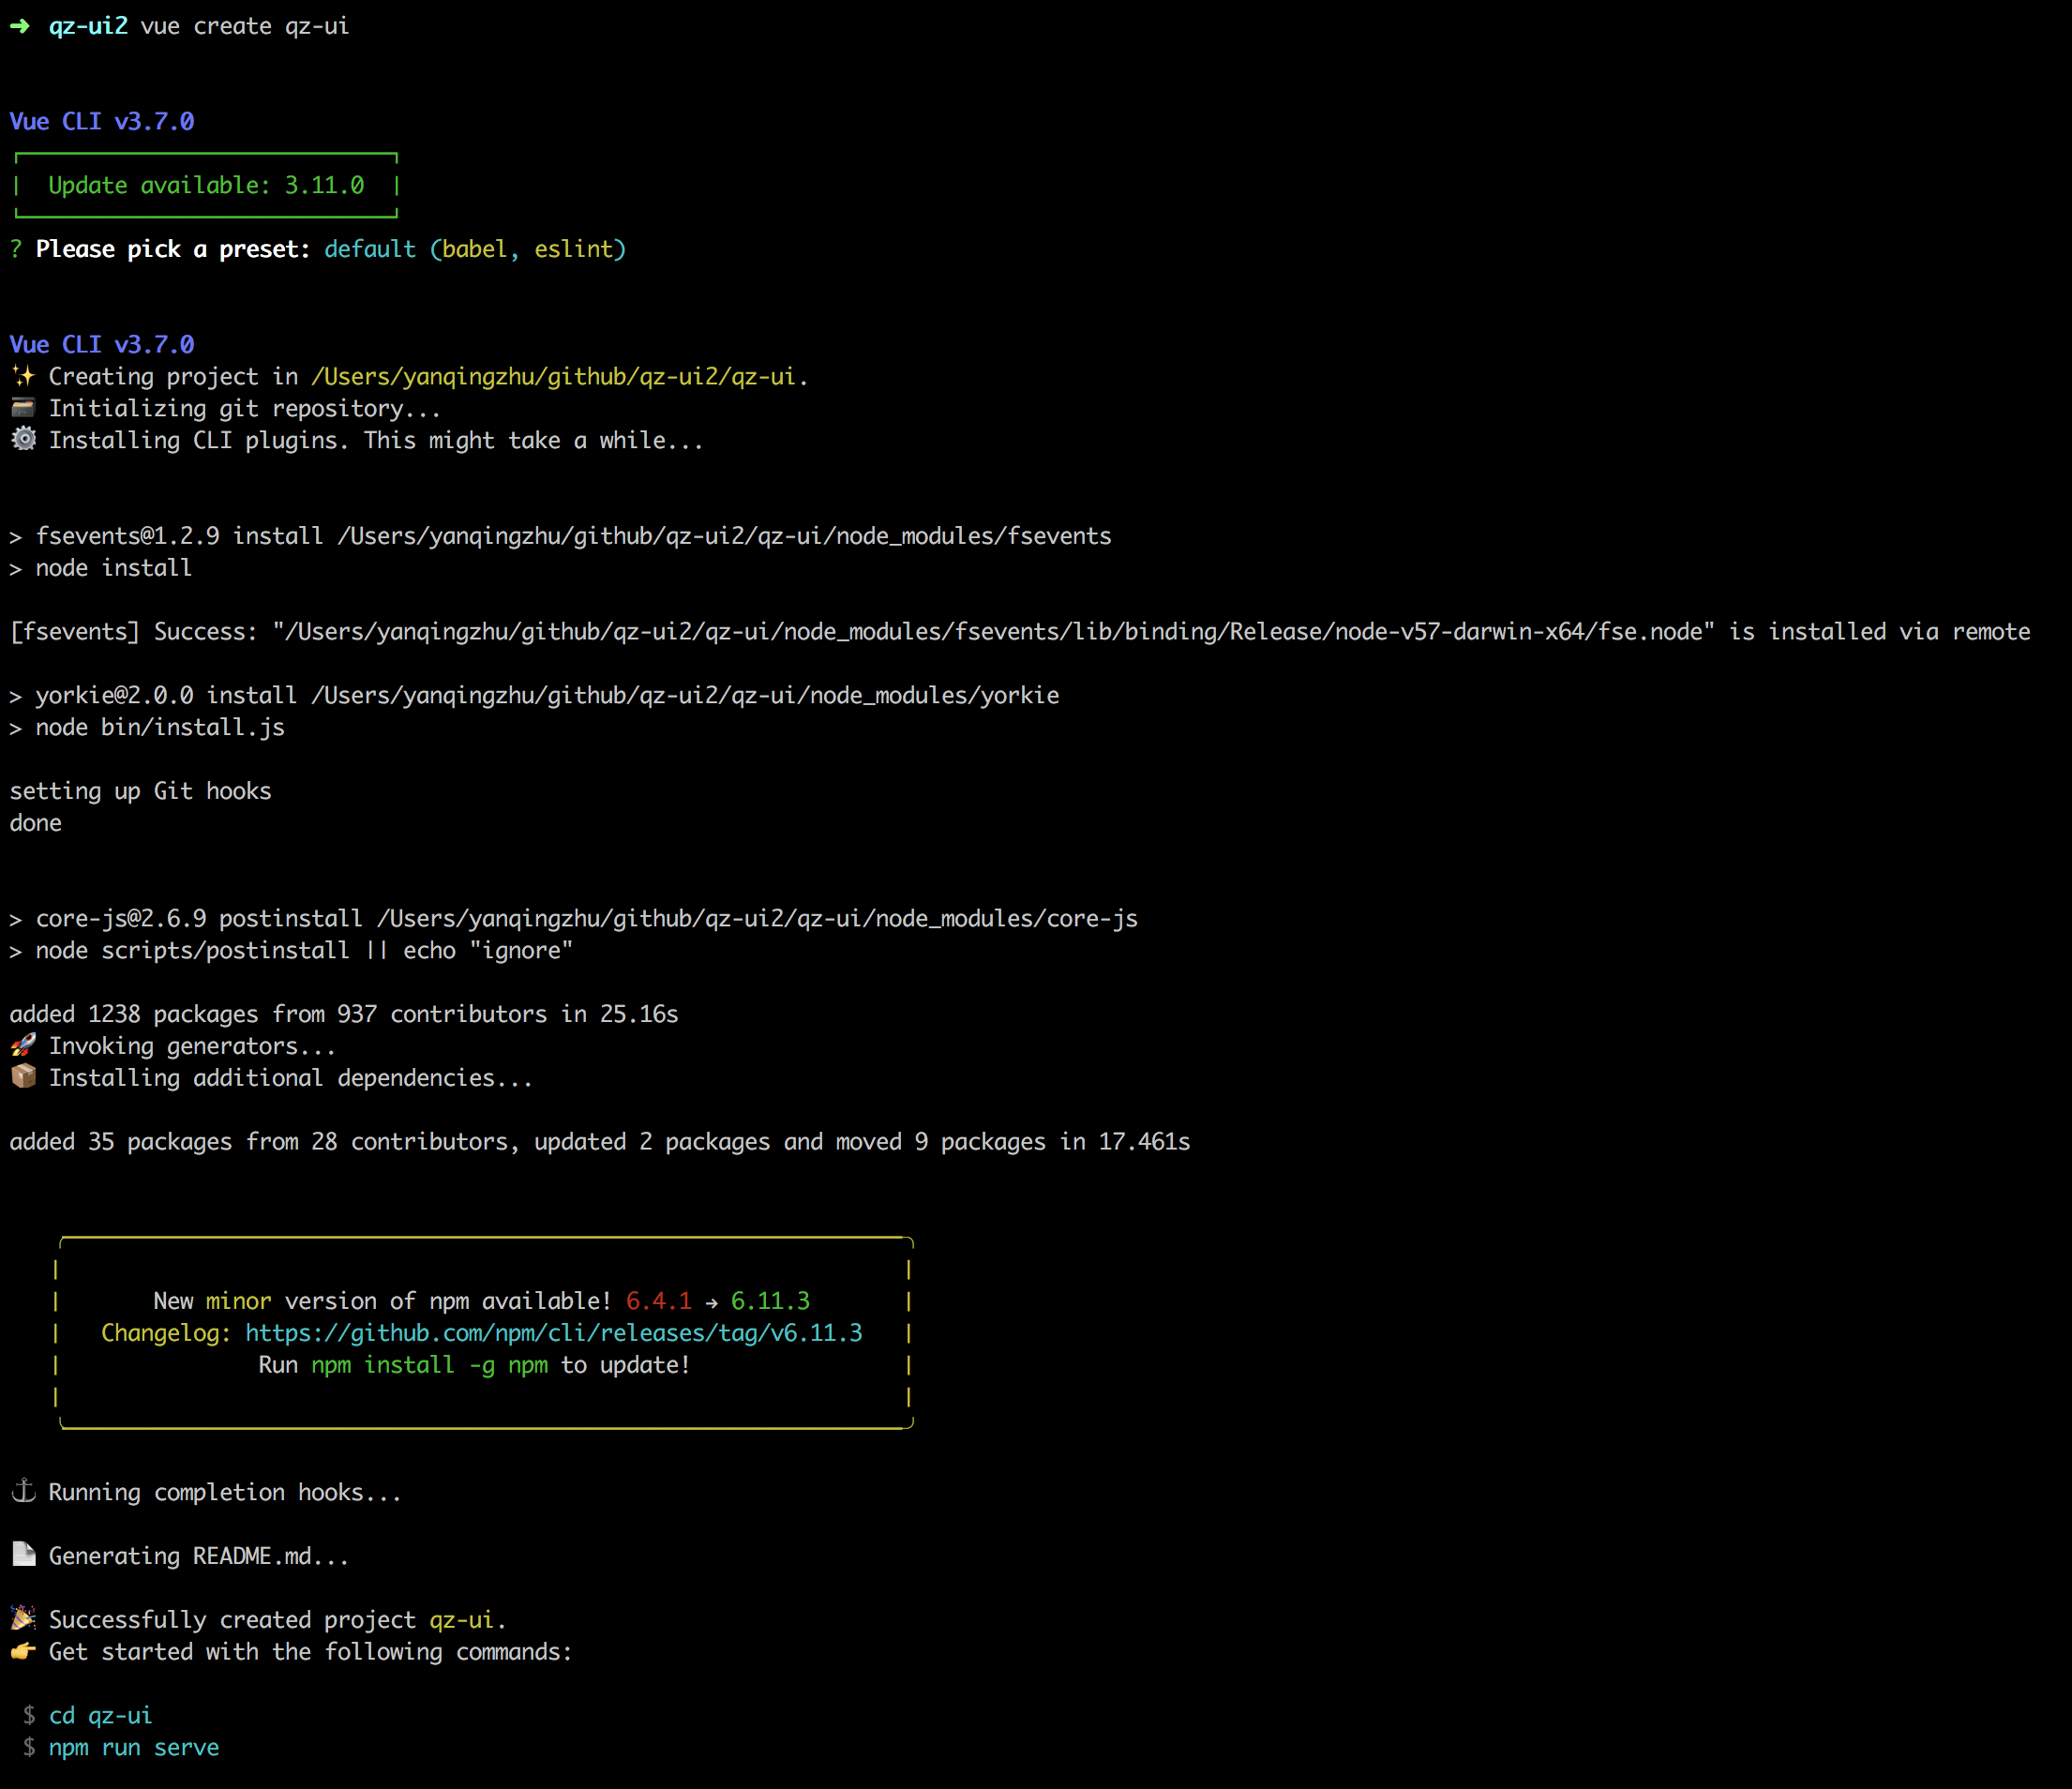 ➜ qz-ui2 vue create qz-ui
Vue CLI v3.7.0
Update available: 3.11.0
? Please pick a preset: default (babel, eslint)
Vue CLI v3.7.0
✨ Creating project in /Users/yanqingzhu/github/qz-ui2/qz-ui.
🗃 Initializing git repository...
⚙ Installing CLI plugins. This might take a while...
> fsevents@1.2.9 install /Users/yanqingzhu/github/qz-ui2/qz-ui/node_modules/fsevents
> node install
[fsevents] Success: "/Users/yanqingzhu/github/qz-ui2/qz-ui/node_modules/fsevents/lib/binding/Release/node-v57-darwin-x64/fse.node" is installed via remote
> yorkie@2.0.0 install /Users/yanqingzhu/github/qz-ui2/qz-ui/node_modules/yorkie
> node bin/install.js
setting up Git hooks
done
> core-js@2.6.9 postinstall /Users/yanqingzhu/github/qz-ui2/qz-ui/node_modules/core-js
> node scripts/postinstall || echo "ignore"
added 1238 packages from 937 contributors in 25.16s
🚀 Invoking generators...
📦 Installing additional dependencies...
added 35 packages from 28 contributors, updated 2 packages and moved 9 packages in 17.461s
New minor version of npm available! 6.4.1 → 6.11.3
Changelog: https://github.com/npm/cli/releases/tag/v6.11.3
Run npm install -g npm to update!
⚓ Running completion hooks...
📄 Generating README.md...
🎉 Successfully created project qz-ui.
👉 Get started with the following commands:
$ cd qz-ui
$ npm run serve